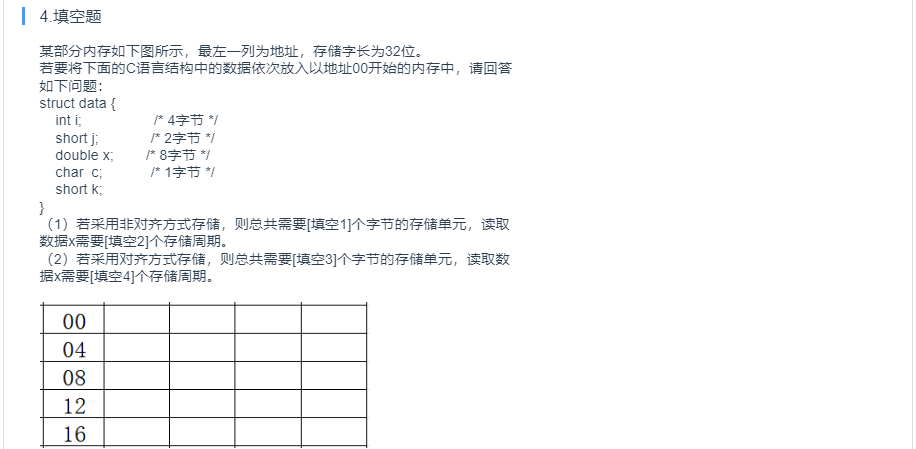 4.填空题
某部分内存如下图所示，最左一列为地址，存储字长为32位。
若要将下面的C语言结构中的数据依次放入以地址00开始的内存中，请回答
如下问题：
struct data {
int i; /* 4字节 */
short j; /* 2字节 */
double x; /* 8字节 */
char c; /* 1字节 */
short k;
}
（1）若采用非对齐方式存储，则总共需要[填空1]个字节的存储单元，读取
数据x需要[填空2]个存储周期。
（2）若采用对齐方式存储，则总共需要[填空3]个字节的存储单元，读取数
据x需要[填空4]个存储周期。
00
04
08
12
16